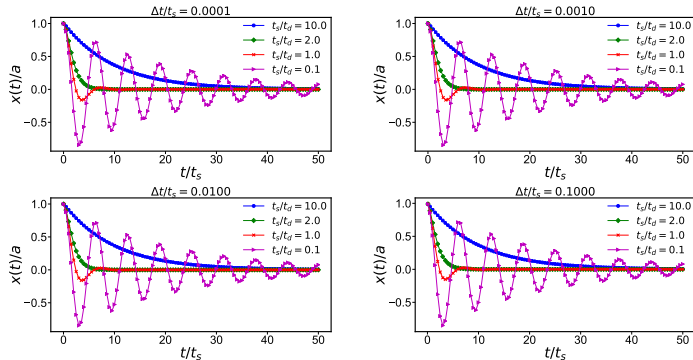 Δt/t_s = 0.0001
x(t)/a
1.0
0.5
0.0
−0.5
t_s/t_d = 10.0
t_s/t_d = 2.0
t_s/t_d = 1.0
t_s/t_d = 0.1
0 10 20 30 40 50
t/t_s
Δt/t_s = 0.0010
x(t)/a
1.0
0.5
0.0
−0.5
t_s/t_d = 10.0
t_s/t_d = 2.0
t_s/t_d = 1.0
t_s/t_d = 0.1
0 10 20 30 40 50
t/t_s
Δt/t_s = 0.0100
x(t)/a
1.0
0.5
0.0
−0.5
t_s/t_d = 10.0
t_s/t_d = 2.0
t_s/t_d = 1.0
t_s/t_d = 0.1
0 10 20 30 40 50
t/t_s
Δt/t_s = 0.1000
x(t)/a
1.0
0.5
0.0
−0.5
t_s/t_d = 10.0
t_s/t_d = 2.0
t_s/t_d = 1.0
t_s/t_d = 0.1
0 10 20 30 40 50
t/t_s